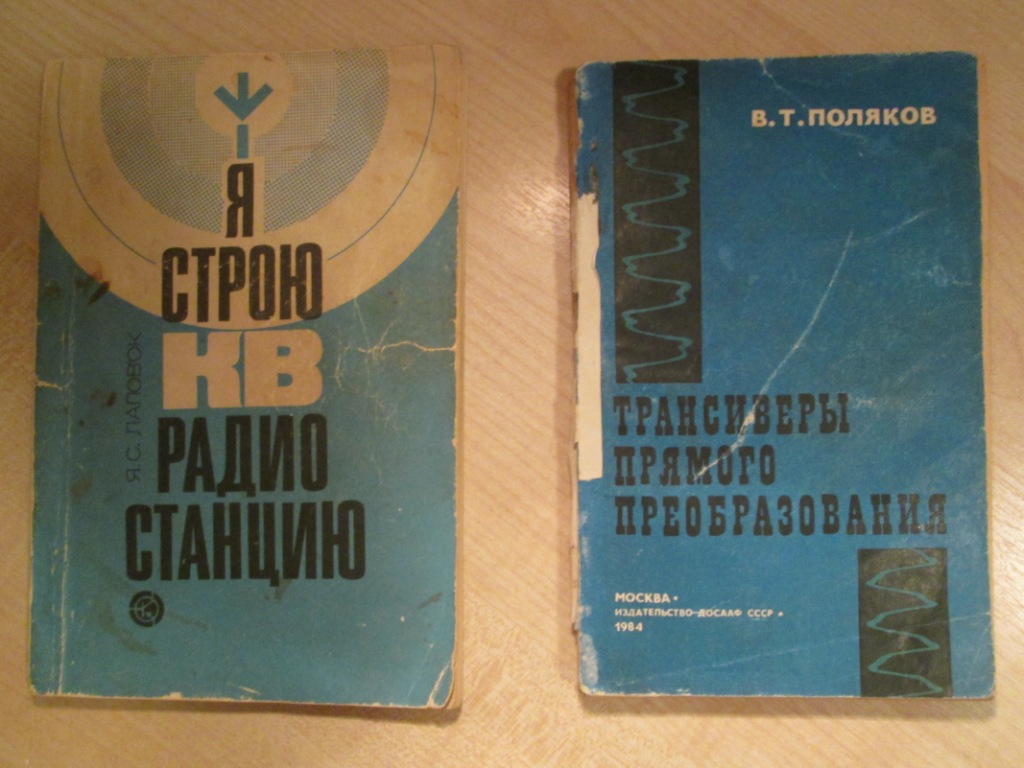 Я
СТРОЮ
КВ
РАДИО
СТАНЦИЮ
Я.С. ЛАПОВОК
В.Т.ПОЛЯКОВ
ТРАНСИВЕРЫ
ПРЯМОГО
ПРЕОБРАЗОВАНИЯ
МОСКВА •
ИЗДАТЕЛЬСТВО ДОСААФ СССР •
1984